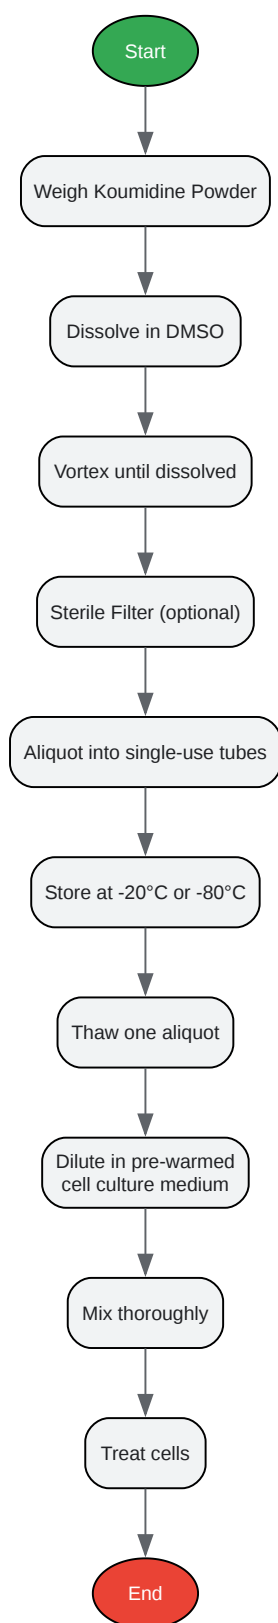 Start
Weigh Koumidine Powder
Dissolve in DMSO
Vortex until dissolved
Sterile Filter (optional)
Aliquot into single-use tubes
Store at -20°C or -80°C
Thaw one aliquot
Dilute in pre-warmed
cell culture medium
Mix thoroughly
Treat cells
End